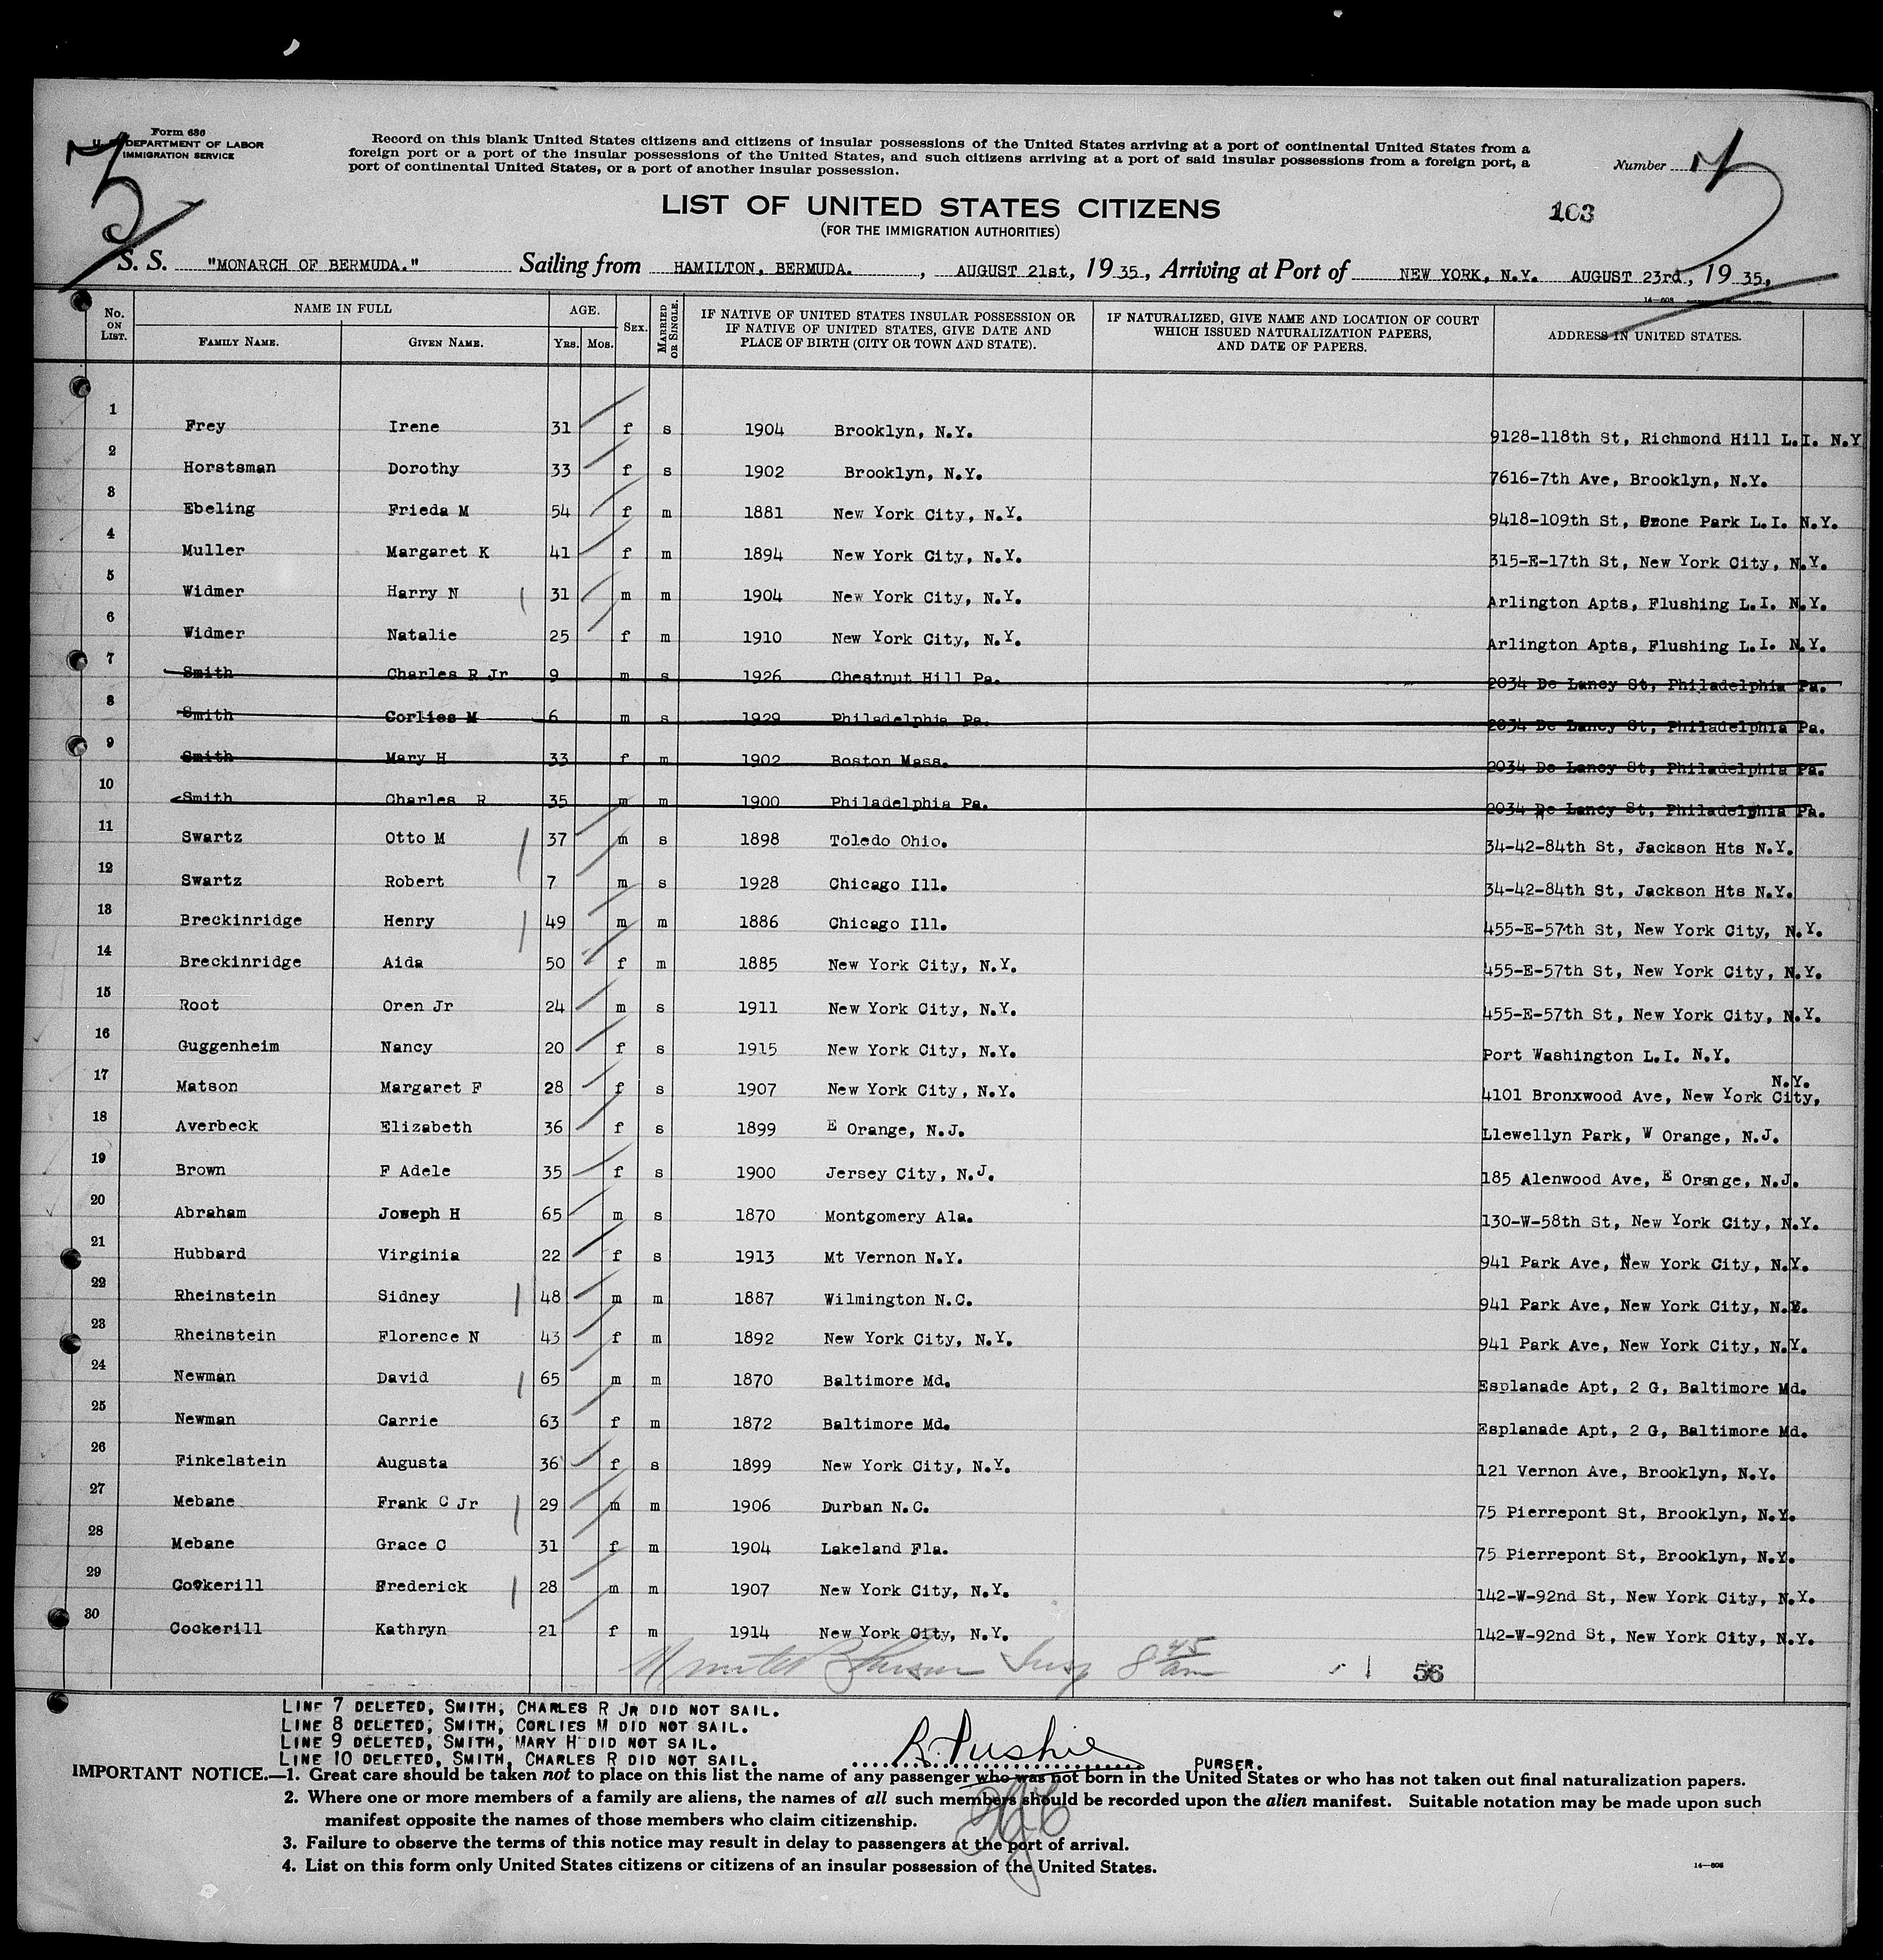 Form 686
U. S. DEPARTMENT OF LABOR
IMMIGRATION SERVICE
Record on this blank United States citizens and citizens of insular possessions of the United States arriving at a port of continental United States from a
foreign port or a port of the insular possessions of the United States, and such citizens arriving at a port of said insular possessions from a foreign port, a
port of continental United States, or a port of another insular possession.
Number
LIST OF UNITED STATES CITIZENS
(FOR THE IMMIGRATION AUTHORITIES)
103
S. S. "MONARCH OF BERMUDA." Sailing from HAMILTON, BERMUDA. , AUGUST 21st, 19 35, Arriving at Port of NEW YORK, N.Y. AUGUST 23rd, 19 35,
14—608
No. ON LIST. NAME IN FULL FAMILY NAME. GIVEN NAME. AGE. YRS. MOS. SEX. MARRIED OR SINGLE. IF NATIVE OF UNITED STATES INSULAR POSSESSION OR IF NATIVE OF UNITED STATES, GIVE DATE AND PLACE OF BIRTH (CITY OR TOWN AND STATE). IF NATURALIZED, GIVE NAME AND LOCATION OF COURT WHICH ISSUED NATURALIZATION PAPERS, AND DATE OF PAPERS. ADDRESS IN UNITED STATES.
1 Frey Irene 31 f s 1904 Brooklyn, N.Y. 9128-118th St, Richmond Hill L.I. N.Y
2 Horstsman Dorothy 33 f s 1902 Brooklyn, N.Y. 7616-7th Ave, Brooklyn, N.Y.
3 Ebeling Frieda M 54 f m 1881 New York City, N.Y. 9418-109th St, Ozone Park L.I. N.Y.
4 Muller Margaret K 41 f m 1894 New York City, N.Y. 315-E-17th St, New York City, N.Y.
5 Widmer Harry N 31 m m 1904 New York City, N.Y. Arlington Apts, Flushing L.I. N.Y.
6 Widmer Natalie 25 f m 1910 New York City, N.Y. Arlington Apts, Flushing L.I. N.Y.
7 Smith Charles R Jr 9 m s 1926 Chestnut Hill Pa. 2034 De Lancy St, Philadelphia Pa.
8 Smith Corlies M 6 m s 1929 Philadelphia Pa. 2034 De Lancy St, Philadelphia Pa.
9 Smith Mary H 33 f m 1902 Boston Mass. 2034 De Lancy St, Philadelphia Pa.
10 Smith Charles R 35 m m 1900 Philadelphia Pa. 2034 De Lancy St, Philadelphia Pa.
11 Swartz Otto M 37 m s 1898 Toledo Ohio. 34-42-84th St, Jackson Hts N.Y.
12 Swartz Robert 7 m s 1928 Chicago Ill. 34-42-84th St, Jackson Hts N.Y.
13 Breckinridge Henry 49 m m 1886 Chicago Ill. 455-E-57th St, New York City, N.Y.
14 Breckinridge Aida 50 f m 1885 New York City, N.Y. 455-E-57th St, New York City, N.Y.
15 Root Oren Jr 24 m s 1911 New York City, N.Y. 455-E-57th St, New York City, N.Y.
16 Guggenheim Nancy 20 f s 1915 New York City, N.Y. Port Washington L.I. N.Y.
17 Matson Margaret F 28 f s 1907 New York City, N.Y. 4101 Bronxwood Ave, New York City, N.Y.
18 Averbeck Elizabeth 36 f s 1899 E Orange, N.J. Llewellyn Park, W Orange, N.J.
19 Brown F Adele 35 f s 1900 Jersey City, N.J. 185 Alenwood Ave, E Orange, N.J.
20 Abraham Joseph H 65 m s 1870 Montgomery Ala. 130-W-58th St, New York City, N.Y.
21 Hubbard Virginia 22 f s 1913 Mt Vernon N.Y. 941 Park Ave, New York City, N.Y.
22 Rheinstein Sidney 48 m m 1887 Wilmington N.C. 941 Park Ave, New York City, N.Y.
23 Rheinstein Florence N 43 f m 1892 New York City, N.Y. 941 Park Ave, New York City, N.Y.
24 Newman David 65 m m 1870 Baltimore Md. Esplanade Apt, 2 G, Baltimore Md.
25 Newman Carrie 63 f m 1872 Baltimore Md. Esplanade Apt, 2 G, Baltimore Md.
26 Finkelstein Augusta 36 f s 1899 New York City, N.Y. 121 Vernon Ave, Brooklyn, N.Y.
27 Mebane Frank C Jr 29 m m 1906 Durban N.C. 75 Pierrepont St, Brooklyn, N.Y.
28 Mebane Grace C 31 f m 1904 Lakeland Fla. 75 Pierrepont St, Brooklyn, N.Y.
29 Cockerill Frederick 28 m m 1907 New York City, N.Y. 142-W-92nd St, New York City, N.Y.
30 Cockerill Kathryn 21 f m 1914 New York City, N.Y. 142-W-92nd St, New York City, N.Y.
8 45 am 56
LINE 7 DELETED, SMITH, CHARLES R JR DID NOT SAIL.
LINE 8 DELETED, SMITH, CORLIES M DID NOT SAIL.
LINE 9 DELETED, SMITH, MARY H DID NOT SAIL.
LINE 10 DELETED, SMITH, CHARLES R DID NOT SAIL.
PURSER.
IMPORTANT NOTICE.—1. Great care should be taken not to place on this list the name of any passenger who was not born in the United States or who has not taken out final naturalization papers.
2. Where one or more members of a family are aliens, the names of all such members should be recorded upon the alien manifest. Suitable notation may be made upon such
manifest opposite the names of those members who claim citizenship.
3. Failure to observe the terms of this notice may result in delay to passengers at the port of arrival.
4. List on this form only United States citizens or citizens of an insular possession of the United States.
14—608